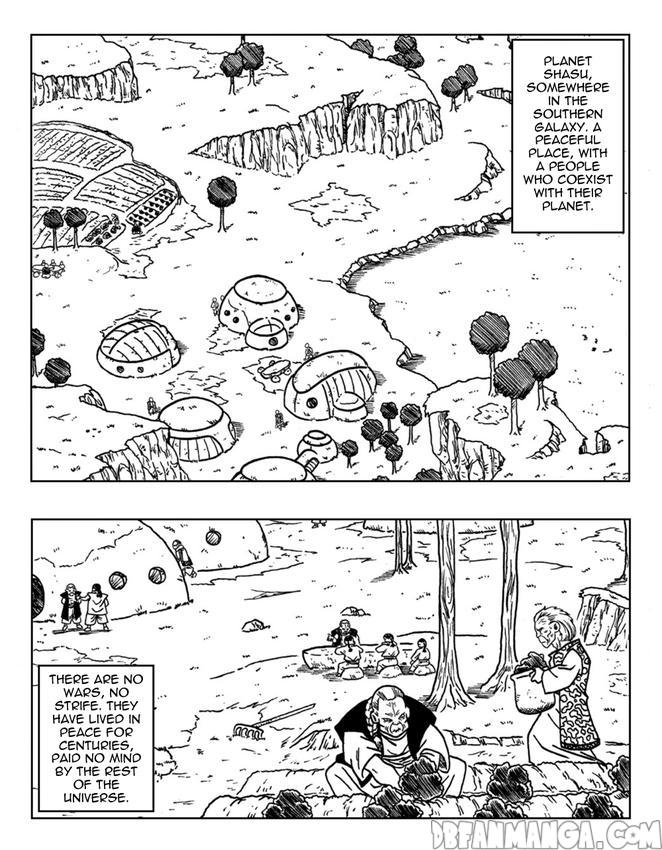 PLANET
SHASU,
SOMEWHERE
IN THE
SOUTHERN
GALAXY. A
PEACEFUL
PLACE, WITH
A PEOPLE
WHO COEXIST
WITH THEIR
PLANET.
THERE ARE NO
WARS, NO
STRIFE. THEY
HAVE LIVED IN
PEACE FOR
CENTURIES,
PAID NO MIND
BY THE REST
OF THE
UNIVERSE.
DBFANMANGA.COM